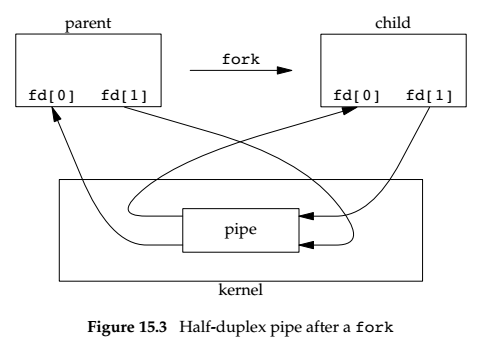 parent
child
fork
fd[0] fd[1]
fd[0] fd[1]
pipe
kernel
Figure 15.3 Half-duplex pipe after a fork